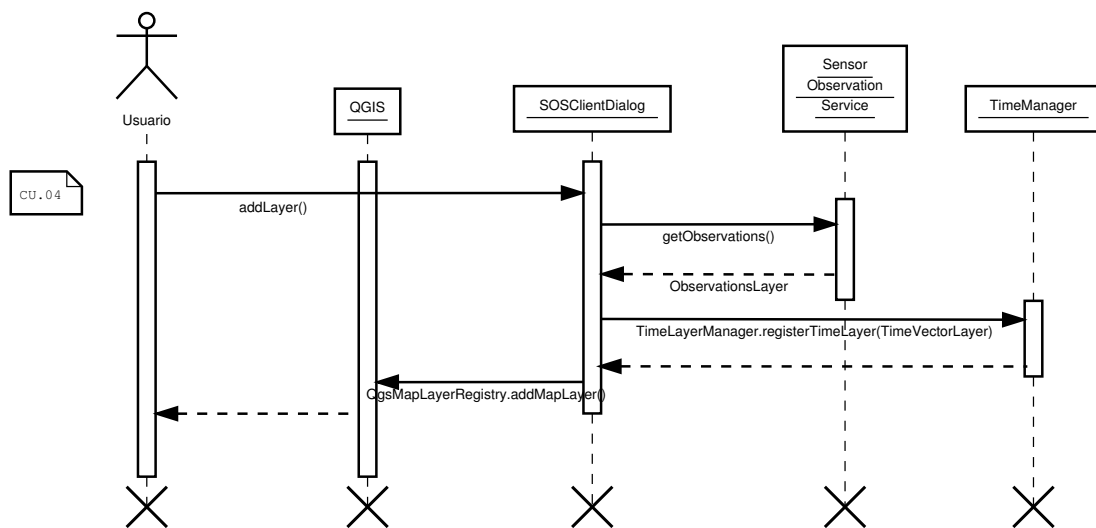 Usuario
QGIS
SOSClientDialog
Sensor
Observation
Service
TimeManager
CU.04
addLayer()
getObservations()
ObservationsLayer
TimeLayerManager.registerTimeLayer(TimeVectorLayer)
QgsMapLayerRegistry.addMapLayer()